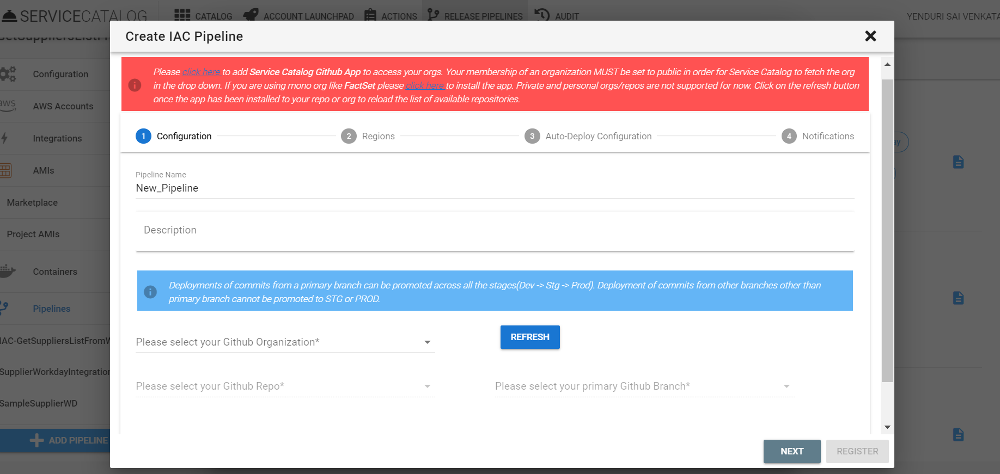 SERVICECATALOG
CATALOG
ACCOUNT LAUNCHPAD
ACTIONS
RELEASE PIPELINES
AUDIT
YENDURI SAI VENKATA
Create IAC Pipeline
Please click here to add Service Catalog Github App to access your orgs. Your membership of an organization MUST be set to public in order for Service Catalog to fetch the org
in the drop down. If you are using mono org like FactSet please click here to install the app. Private and personal orgs/repos are not supported for now. Click on the refresh button
once the app has been installed to your repo or org to reload the list of available repositories.
Configuration
aws
AWS Accounts
Integrations
AMIs
Marketplace
Project AMIs
Containers
Pipelines
IAC-GetSuppliersListFromW
SupplierWorkdayIntegration
SampleSupplierWD
ADD PIPELINE
1 Configuration
2 Regions
3 Auto-Deploy Configuration
4 Notifications
Pipeline Name
New_Pipeline
Description
Deployments of commits from a primary branch can be promoted across all the stages(Dev -> Stg -> Prod). Deployment of commits from other branches other than
primary branch cannot be promoted to STG or PROD.
Please select your Github Organization*
REFRESH
Please select your Github Repo*
Please select your primary Github Branch*
NEXT
REGISTER